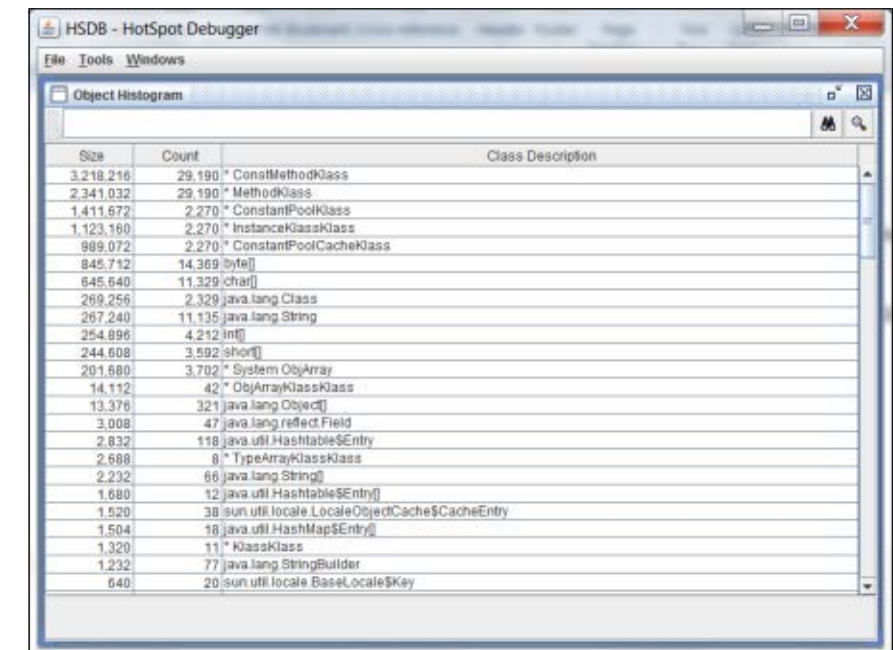 HSDB - HotSpot Debugger
File Tools Windows
Object Histogram
Size Count Class Description
3,218,216 29,190 * ConstMethodKlass
2,341,032 29,190 * MethodKlass
1,411,672 2,270 * ConstantPoolKlass
1,123,160 2,270 * InstanceKlassKlass
989,072 2,270 * ConstantPoolCacheKlass
845,712 14,369 byte[]
645,640 11,329 char[]
269,256 2,329 java.lang.Class
267,240 11,135 java.lang.String
254,896 4,212 int[]
244,608 3,592 short[]
201,680 3,702 * System ObjArray
14,112 42 * ObjArrayKlassKlass
13,376 321 java.lang.Object[]
3,008 47 java.lang.reflect.Field
2,832 118 java.util.Hashtable$Entry
2,688 8 * TypeArrayKlassKlass
2,232 66 java.lang.String[]
1,680 12 java.util.Hashtable$Entry[]
1,520 38 sun.util.locale.LocaleObjectCache$CacheEntry
1,504 18 java.util.HashMap$Entry[]
1,320 11 * KlassKlass
1,232 77 java.lang.StringBuilder
640 20 sun.util.locale.BaseLocale$Key